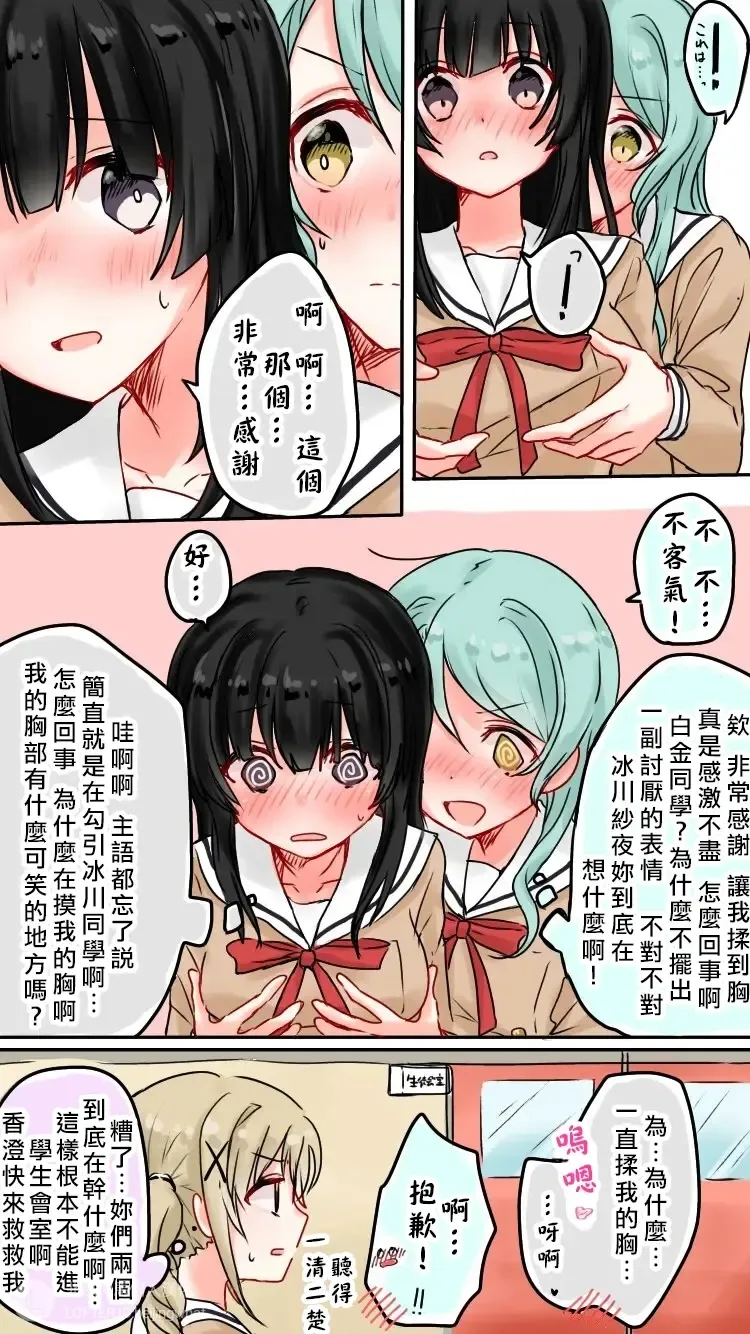 これは…っ
！
っ
！
啊 啊… 這個
那個…
非常…感謝
不 不…
不客氣！
好…
欸 非常感謝 讓我揉到胸
真是感激不盡 怎麼回事啊
白金同學？為什麼不擺出
一副討厭的表情 不對不對
冰川紗夜妳到底在
想什麼啊！
哇啊啊 主語都忘了說
簡直就是在勾引冰川同學啊…
怎麼回事 為什麼在摸我的胸啊
我的胸部有什麼可笑的地方嗎？
生徒会室
為…為什麼…
一直揉我的胸…
嗚嗯
…呀啊
啊…
抱歉！
!!
聽得
一清二楚
糟了…妳們兩個
到底在幹什麼啊…
這樣根本不能進
學生會室啊
香澄快來救救我